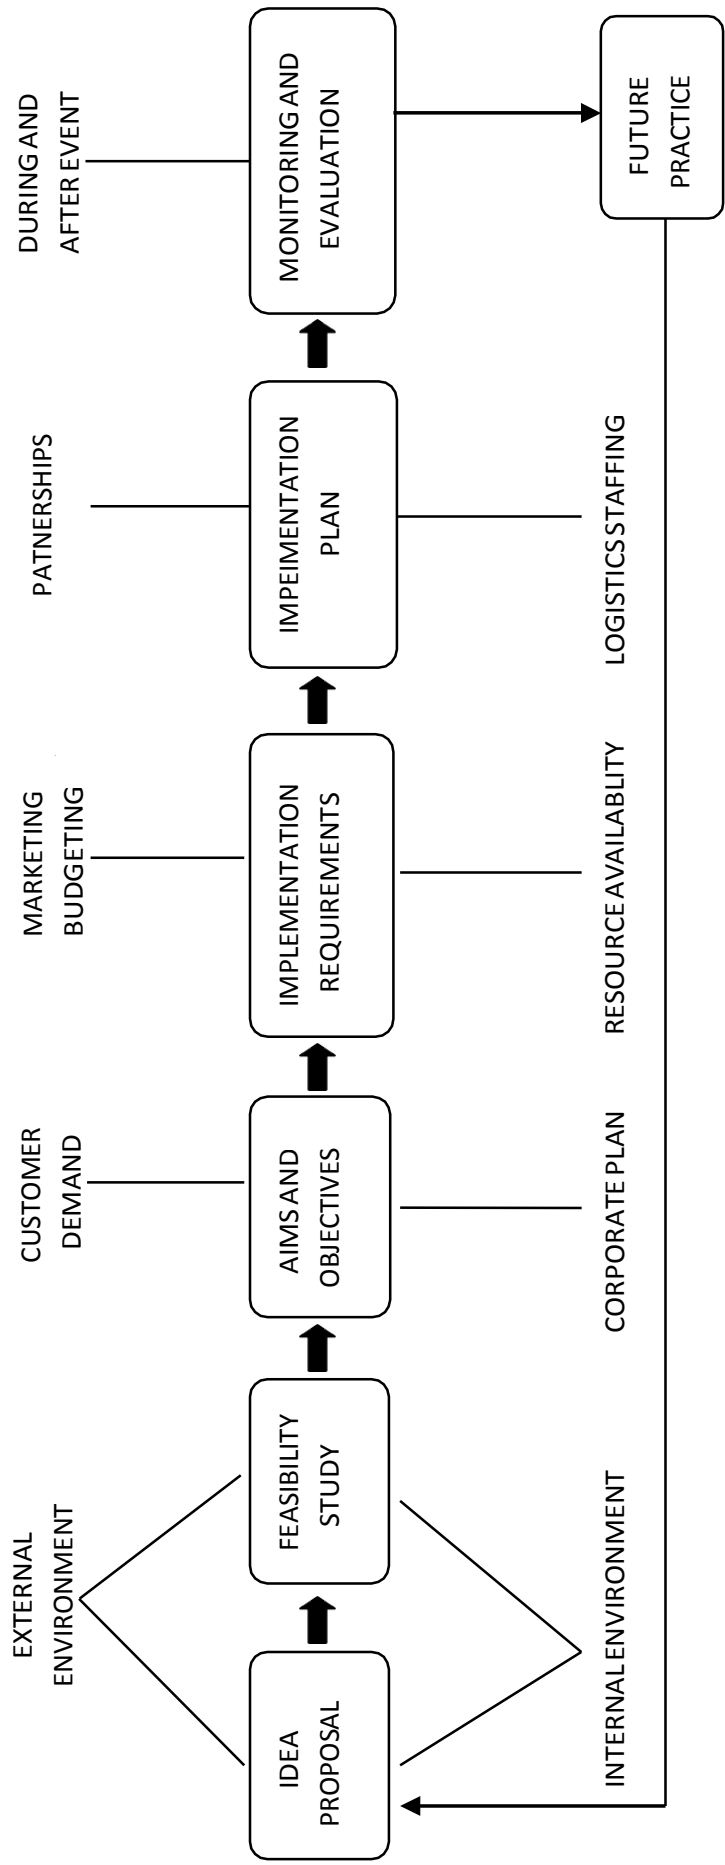 EXTERNAL
ENVIRONMENT
CUSTOMER
DEMAND
MARKETING
BUDGETING
PATNERSHIPS
DURING AND
AFTER EVENT
IDEA
PROPOSAL
FEASIBILITY
STUDY
AIMS AND
OBJECTIVES
IMPLEMENTATION
REQUIREMENTS
IMPEIMENTATION
PLAN
MONITORING AND
EVALUATION
INTERNAL ENVIRONMENT
CORPORATE PLAN
RESOURCE AVAILABLITY
LOGISTICS STAFFING
FUTURE
PRACTICE